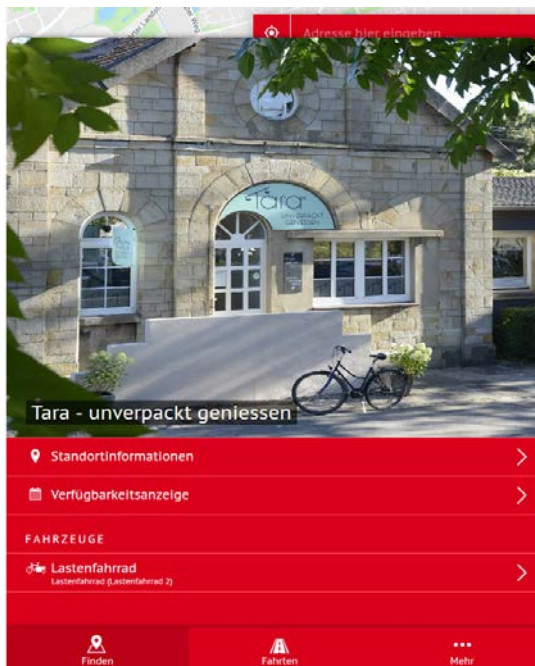 Adresse hier eingeben
Tara
UNVERPACKT
GENIESSEN
Tara - unverpackt geniessen
Standortinformationen
Verfügbarkeitsanzeige
FAHRZEUGE
Lastenfahrrad
Lastenfahrrad (Lastenfahrrad 2)
Finden
Fahrten
Mehr